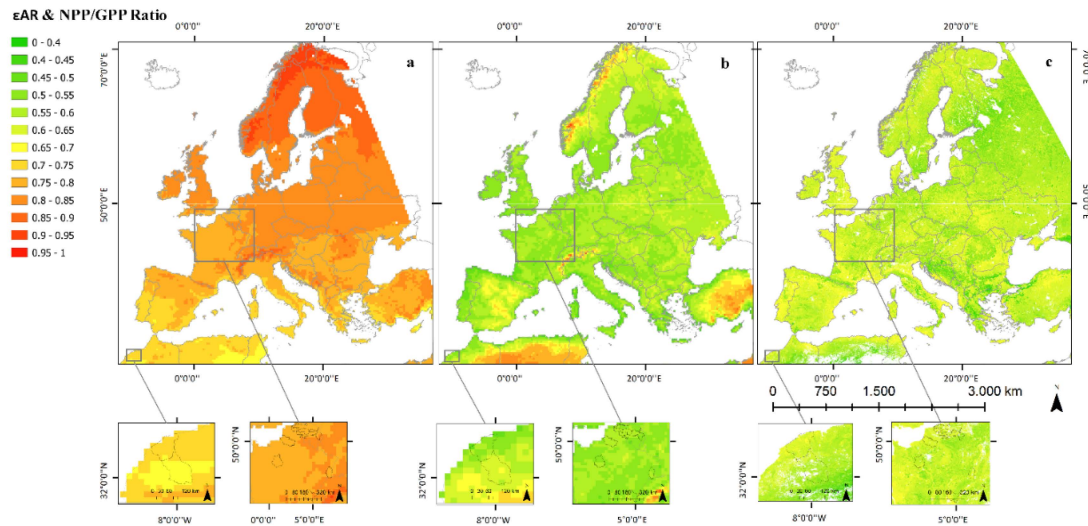 εAR & NPP/GPP Ratio
0 - 0.4
0.4 - 0.45
0.45 - 0.5
0.5 - 0.55
0.55 - 0.6
0.6 - 0.65
0.65 - 0.7
0.7 - 0.75
0.75 - 0.8
0.8 - 0.85
0.85 - 0.9
0.9 - 0.95
0.95 - 1
0°0'0" 20°0'0"E 0°0'0" 20°0'0"E 0°0'0" 20°0'0"E
70°0'0"E
50°0'0"E
a b c
0°0'0" 20°0'0"E 0°0'0" 20°0'0"E
0 750 1.500 3.000 km
N
50°0'0"N 50°0'0"N 50°0'0"N
32°0'0"N 32°0'0"N 32°0'0"N
8°0'0"W 0°0'0" 5°0'0"E 8°0'0"W 5°0'0"E 8°0'0"W 5°0'0"E